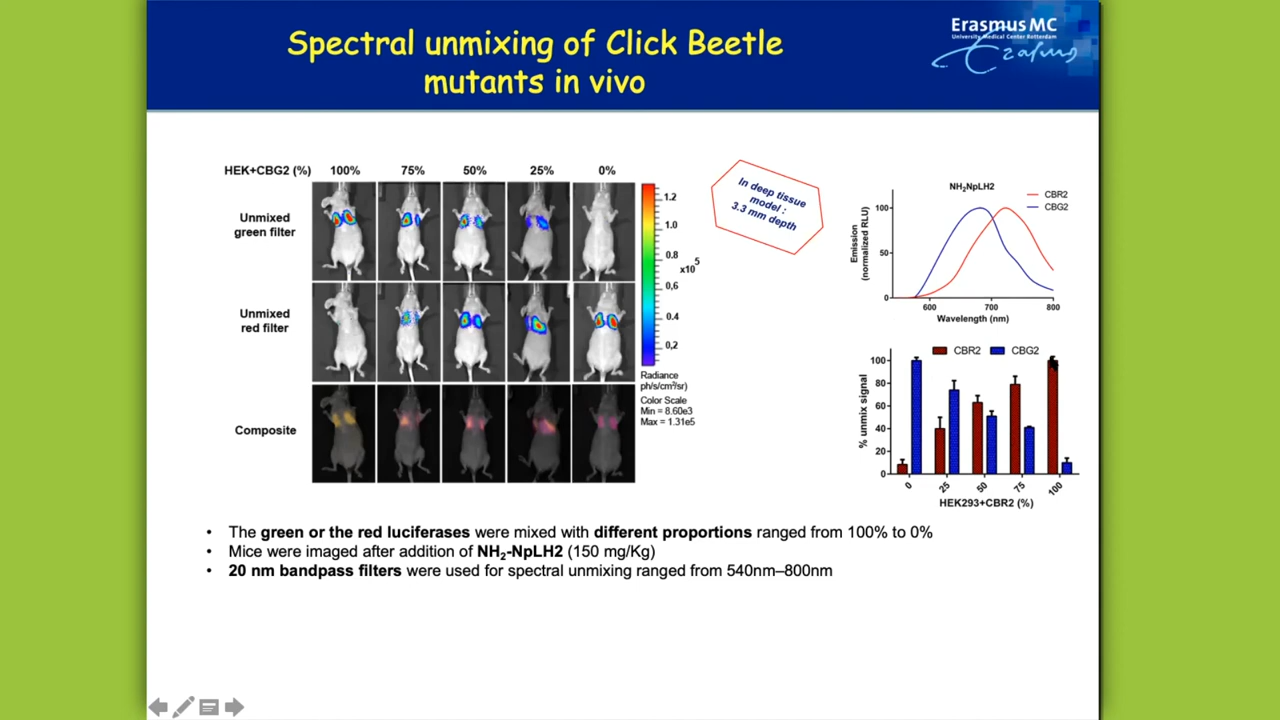 Spectral unmixing of Click Beetle
mutants in vivo
Erasmus MC
University Medical Center Rotterdam
Erasmus
HEK+CBG2 (%) 100% 75% 50% 25% 0%
Unmixed
green filter
Unmixed
red filter
Composite
1.2
1.0
0.8
x10⁵
0,6
0.4
0,2
Radiance
ph/s/cm²/sr)
Color Scale
Min = 8.60e3
Max = 1.31e5
In deep tissue
model :
3.3 mm depth
NH₂NpLH2
CBR2
CBG2
Emission
(normalized RLU)
100
50
0
600 700 800
Wavelength (nm)
CBR2 CBG2
% unmix signal
100
80
60
40
20
0
0 25 50 75 100
HEK293+CBR2 (%)
• The green or the red luciferases were mixed with different proportions ranged from 100% to 0%
• Mice were imaged after addition of NH₂-NpLH2 (150 mg/Kg)
• 20 nm bandpass filters were used for spectral unmixing ranged from 540nm–800nm